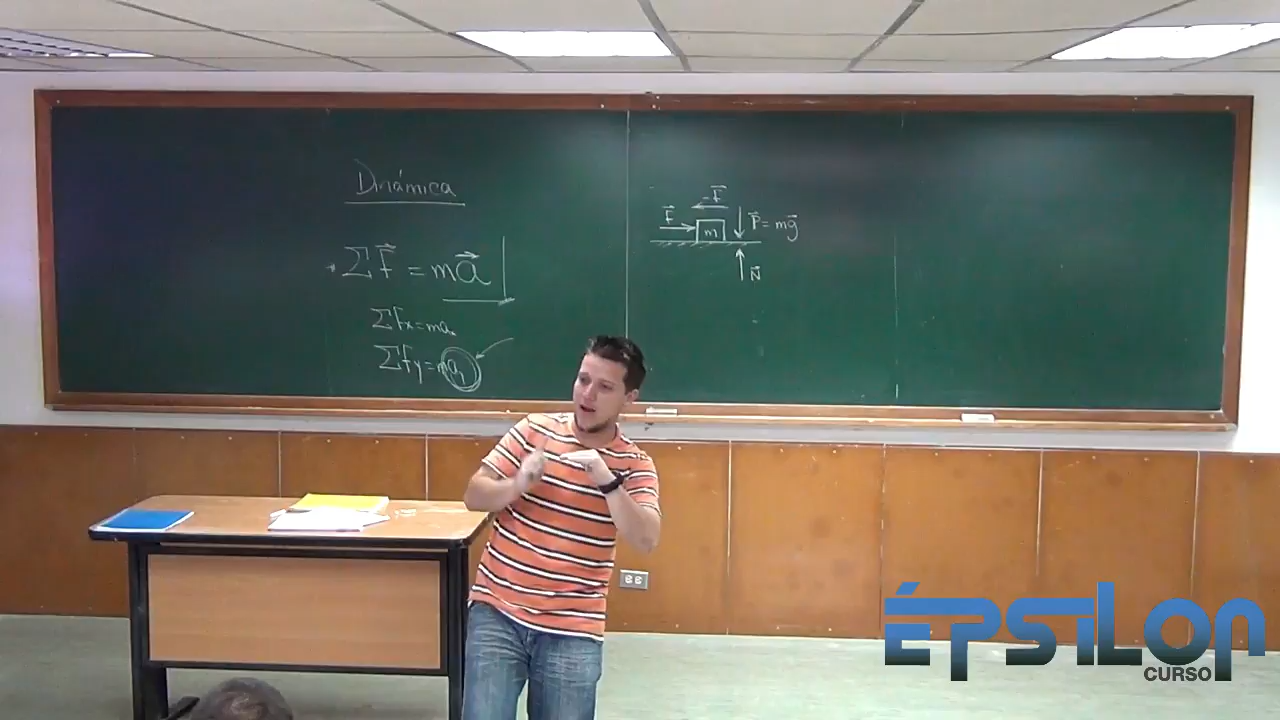 Dinámica
ΣF⃗ = ma⃗
ΣFx = max
ΣFy = may
-F⃗
F⃗
m
P⃗ = mg⃗
N⃗
ÉPSILON
CURSO